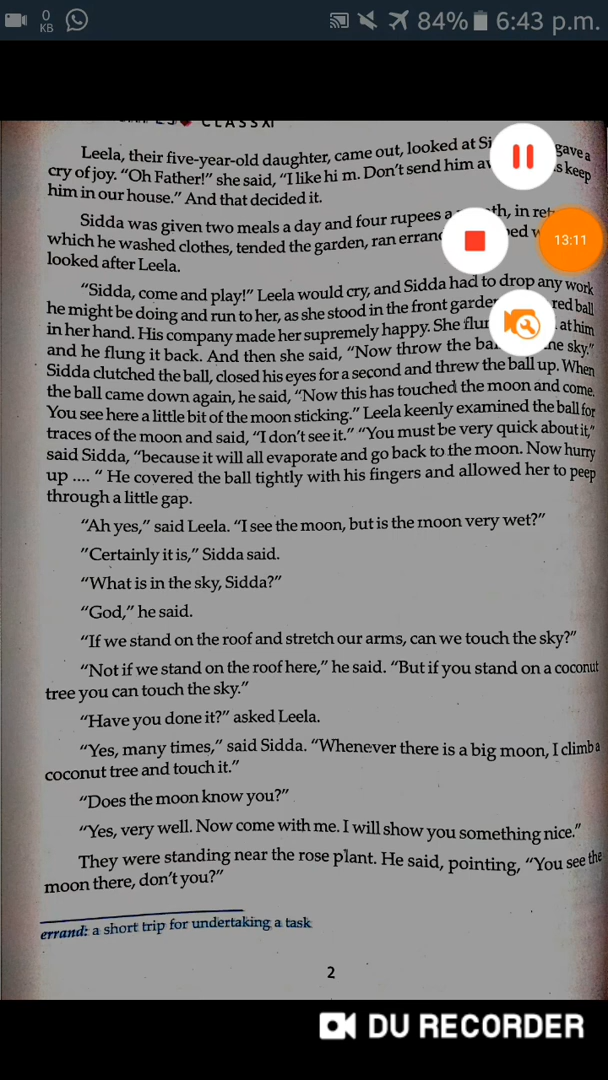 0
KB
84% 6:43 p.m.
CLASS XI
Leela, their five-year-old daughter, came out, looked at gave a
cry of joy. "Oh Father!" she said, "I like hi m. Don't send him keep
him in our house." And that decided it.
Sidda was given two meals a day and four rupees a in
which he washed clothes, tended the garden, ran
looked after Leela.
13:11
"Sidda, come and play!" Leela would cry, and Sidda had to drop any work
he might be doing and run to her, as she stood in the front red ball
in her hand. His company made her supremely happy. She at him
and he flung it back. And then she said, "Now throw the sky."
Sidda clutched the ball, closed his eyes for a second and threw the ball up. When
the ball came down again, he said, "Now this has touched the moon and come.
You see here a little bit of the moon sticking." Leela keenly examined the ball for
traces of the moon and said, "I don't see it." "You must be very quick about it,"
said Sidda, "because it will all evaporate and go back to the moon. Now hurry
up .... " He covered the ball tightly with his fingers and allowed her to peep
through a little gap.
"Ah yes," said Leela. "I see the moon, but is the moon very wet?"
"Certainly it is," Sidda said.
"What is in the sky, Sidda?"
"God," he said.
"If we stand on the roof and stretch our arms, can we touch the sky?"
"Not if we stand on the roof here," he said. "But if you stand on a coconut
tree you can touch the sky."
"Have you done it?" asked Leela.
"Yes, many times," said Sidda. "Whenever there is a big moon, I climb a
coconut tree and touch it."
"Does the moon know you?"
"Yes, very well. Now come with me. I will show you something nice."
They were standing near the rose plant. He said, pointing, "You see the
moon there, don't you?"
errand: a short trip for undertaking a task
2
DU RECORDER